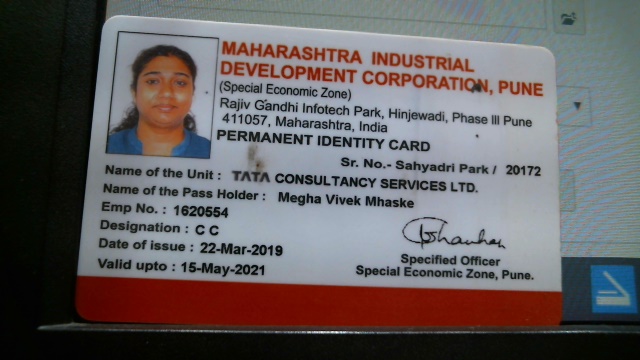 MAHARASHTRA INDUSTRIAL
DEVELOPMENT CORPORATION, PUNE
(Special Economic Zone)
Rajiv Gandhi Infotech Park, Hinjewadi, Phase III Pune
411057, Maharashtra, India
PERMANENT IDENTITY CARD
Sr. No.- Sahyadri Park / 20172
Name of the Unit : TATA CONSULTANCY SERVICES LTD.
Name of the Pass Holder : Megha Vivek Mhaske
Emp No. : 1620554
Designation : C C
Date of issue : 22-Mar-2019
Valid upto : 15-May-2021
Specified Officer
Special Economic Zone, Pune.